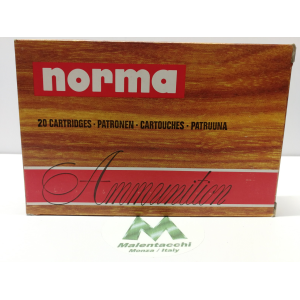 norma
20 CARTRIDGES · PATRONEN · CARTOUCHES · PATRUUNA
Ammunition
M
Malentacchi
Monza - Italy